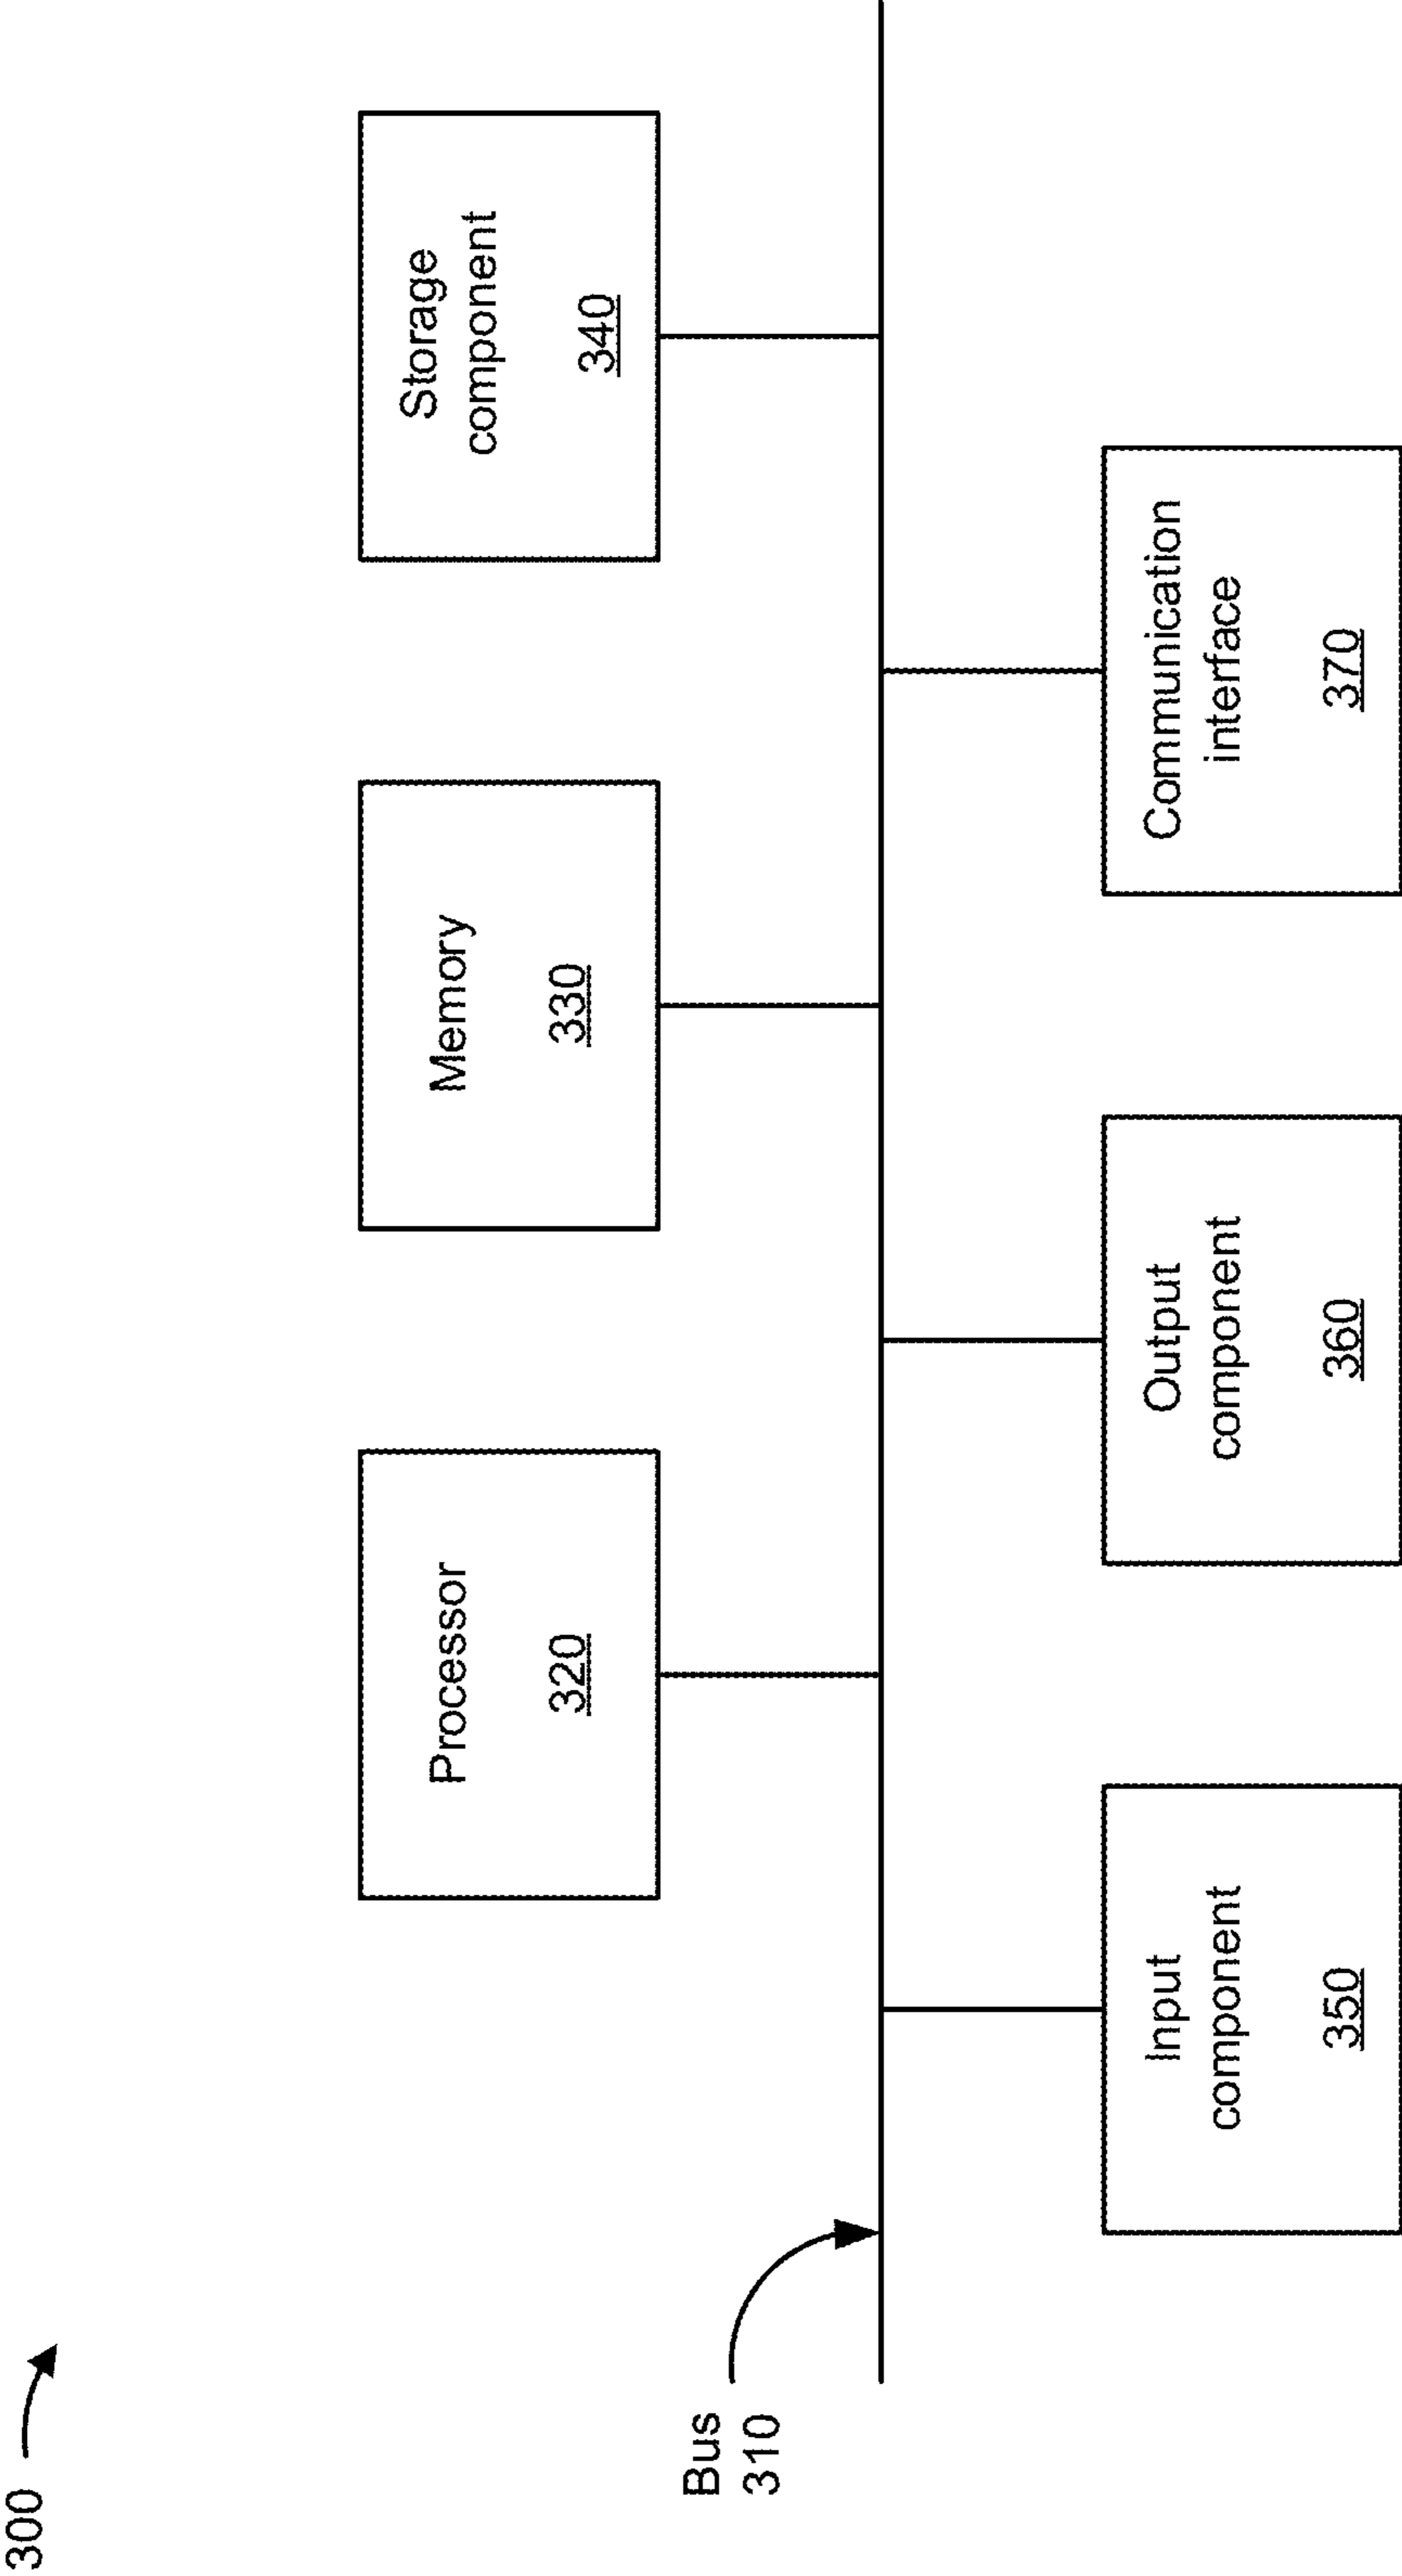 300
Processor
320
Memory
330
Storage
component
340
Bus
310
Input
component
350
Output
component
360
Communication
interface
370